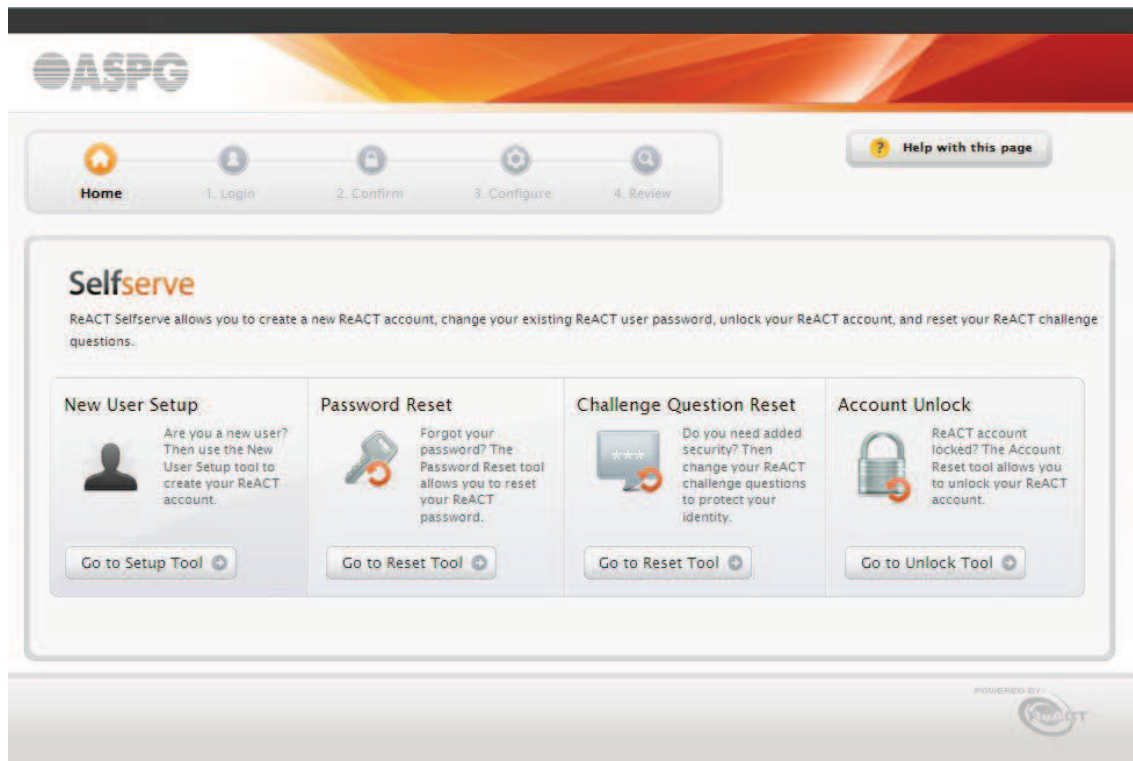 ASPG
Home
1. Login
2. Confirm
3. Configure
4. Review
? Help with this page
Selfserve
ReACT Selfserve allows you to create a new ReACT account, change your existing ReACT user password, unlock your ReACT account, and reset your ReACT challenge
questions.
New User Setup
Are you a new user?
Then use the New
User Setup tool to
create your ReACT
account.
Go to Setup Tool
Password Reset
Forgot your
password? The
Password Reset tool
allows you to reset
your ReACT
password.
Go to Reset Tool
Challenge Question Reset
***
Do you need added
security? Then
change your ReACT
challenge questions
to protect your
identity.
Go to Reset Tool
Account Unlock
ReACT account
locked? The Account
Reset tool allows you
to unlock your ReACT
account.
Go to Unlock Tool
POWERED BY:
ReACT